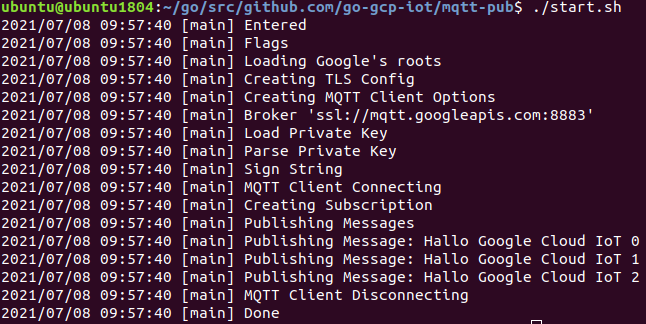 ubuntu@ubuntu1804:~/go/src/github.com/go-gcp-iot/mqtt-pub$ ./start.sh
2021/07/08 09:57:40 [main] Entered
2021/07/08 09:57:40 [main] Flags
2021/07/08 09:57:40 [main] Loading Google's roots
2021/07/08 09:57:40 [main] Creating TLS Config
2021/07/08 09:57:40 [main] Creating MQTT Client Options
2021/07/08 09:57:40 [main] Broker 'ssl://mqtt.googleapis.com:8883'
2021/07/08 09:57:40 [main] Load Private Key
2021/07/08 09:57:40 [main] Parse Private Key
2021/07/08 09:57:40 [main] Sign String
2021/07/08 09:57:40 [main] MQTT Client Connecting
2021/07/08 09:57:40 [main] Creating Subscription
2021/07/08 09:57:40 [main] Publishing Messages
2021/07/08 09:57:40 [main] Publishing Message: Hallo Google Cloud IoT 0
2021/07/08 09:57:40 [main] Publishing Message: Hallo Google Cloud IoT 1
2021/07/08 09:57:40 [main] Publishing Message: Hallo Google Cloud IoT 2
2021/07/08 09:57:40 [main] MQTT Client Disconnecting
2021/07/08 09:57:40 [main] Done